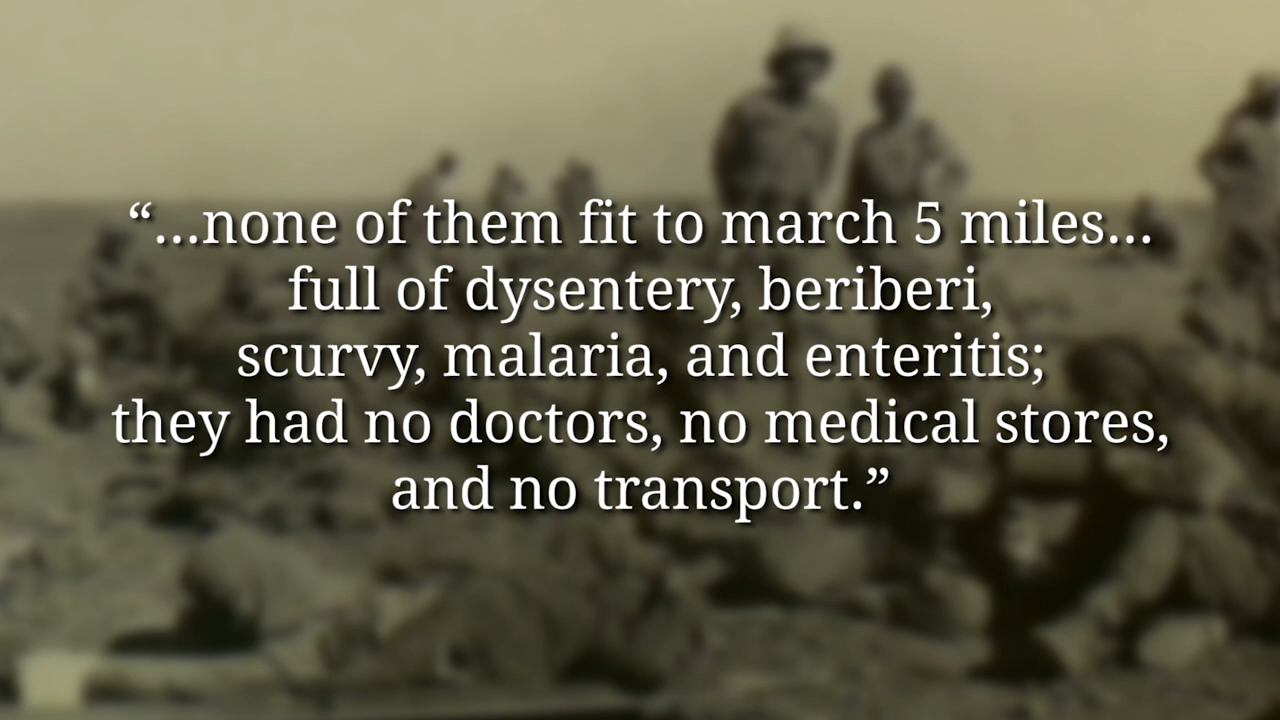 “…none of them fit to march 5 miles…
full of dysentery, beriberi,
scurvy, malaria, and enteritis;
they had no doctors, no medical stores,
and no transport.”